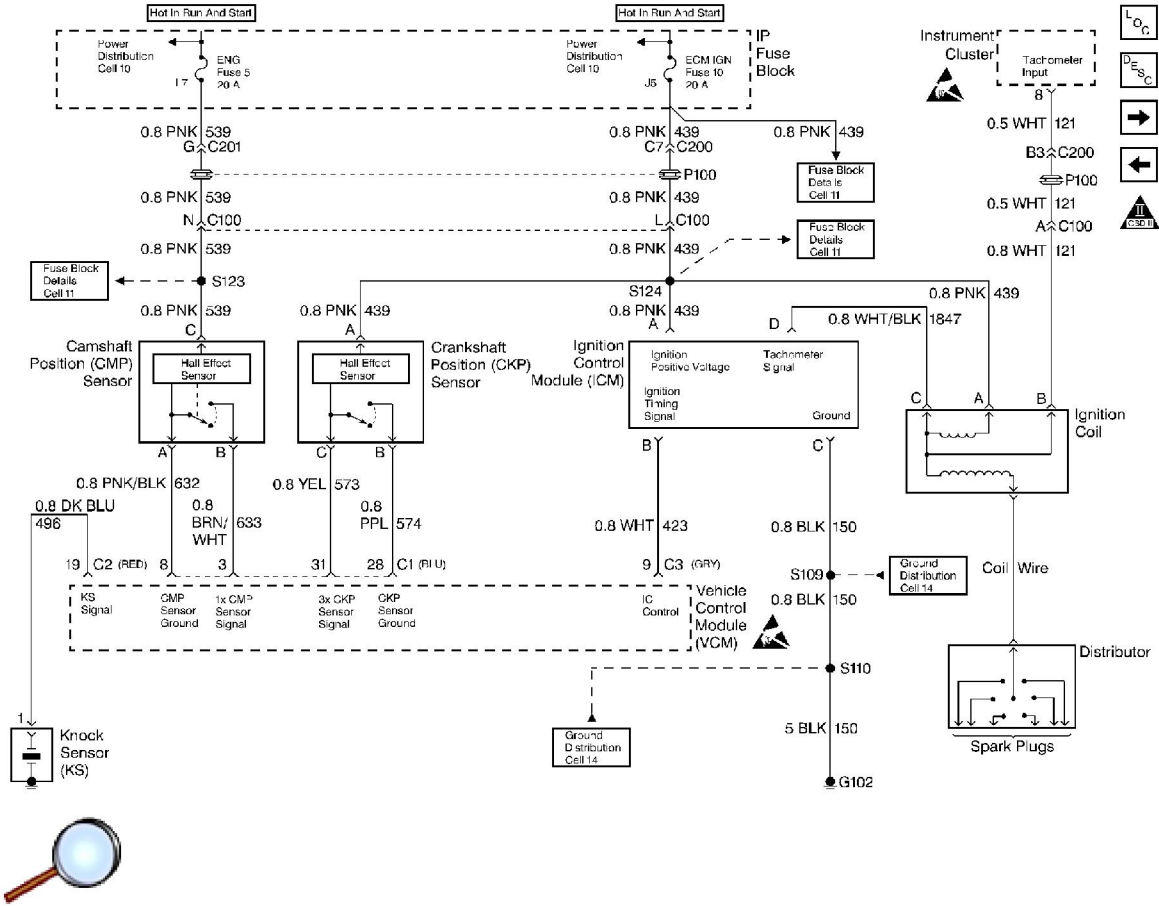 Hot In Run And Start
Hot In Run And Start
L O C
D E S C
IP
Fuse
Block
Power
Distribution
Cell 10
ENG
Fuse 5
20 A
Power
Distribution
Cell 10
ECM IGN
Fuse 10
20 A
J5
Instrument
Cluster
Tachometer
Input
8
0.8 PNK 539
G C201
0.8 PNK 439
C7 C200
0.8 PNK 439
0.5 WHT 121
B3 C200
P100
P100
Fuse Block
Details
Cell 11
0.8 PNK 539
N C100
0.8 PNK 439
L C100
0.5 WHT 121
A C100
II
Fuse Block
Details
Cell 11
0.8 PNK 539
0.8 PNK 439
0.8 WHT 121
Fuse Block
Details
Cell 11
S123
S124
0.8 PNK 439
0.8 PNK 539
0.8 PNK 439
0.8 PNK 439
0.8 WHT/BLK 1847
C
A
A
D
Camshaft
Position (CMP)
Sensor
Hall Effect
Sensor
Hall Effect
Sensor
Crankshaft
Position (CKP)
Sensor
Ignition
Control
Module (ICM)
Ignition
Positive Voltage
Tachometer
Signal
Ignition
Timing
Signal
Ground
C
A
B
Ignition
Coil
A
B
C
B
B
C
0.8 PNK/BLK 632
0.8 YEL 573
0.8 DK BLU
496
0.8
BRN/
WHT
633
0.8
PPL 574
0.8 WHT 423
0.8 BLK 150
19 C2 (RED)
8
3
31
28 C1 (BLU)
9 C3 (GRY)
S109
Ground
Distribution
Cell 14
Coil Wire
KS
Signal
CMP
Sensor
Ground
1x CMP
Sensor
Signal
3x CKP
Sensor
Signal
CKP
Sensor
Ground
IC
Control
Vehicle
Control
Module
(VCM)
0.8 BLK 150
S110
Distributor
1
Knock
Sensor
(KS)
Ground
Distribution
Cell 14
5 BLK 150
G102
Spark Plugs